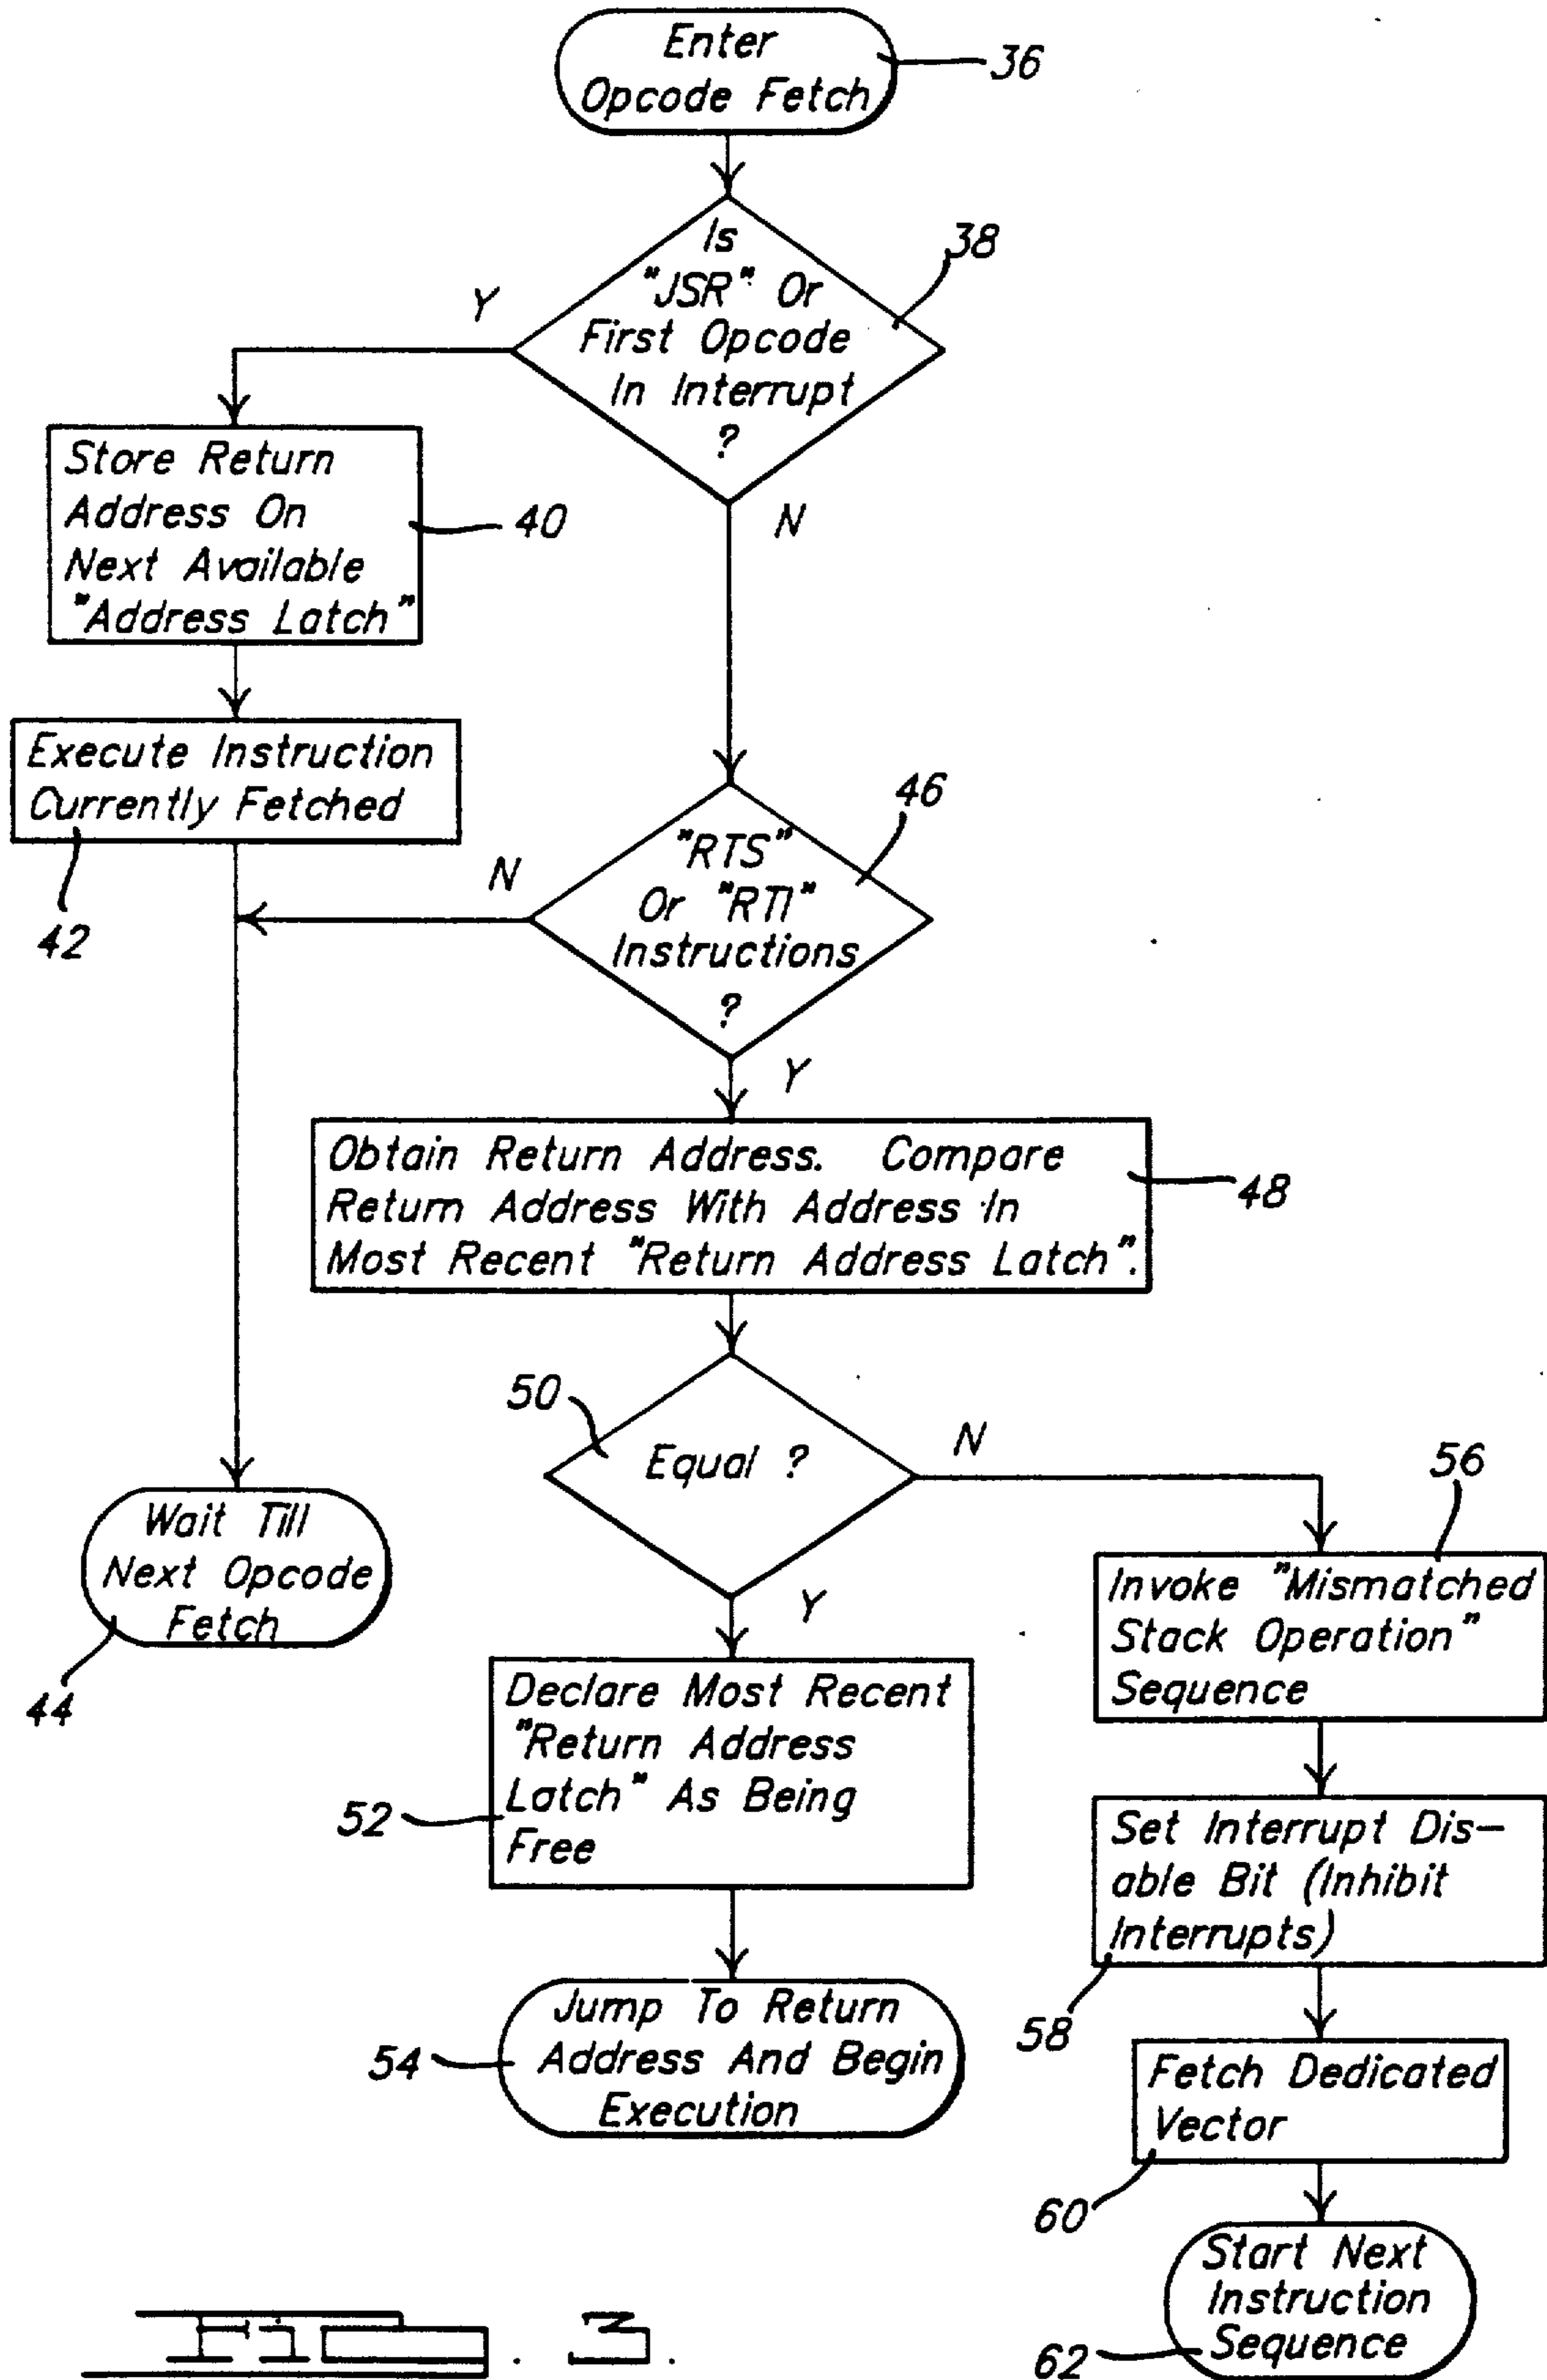 Enter
Opcode Fetch
36
Is
"JSR" Or
First Opcode
In Interrupt
?
38
Y
N
Store Return
Address On
Next Available
"Address Latch"
40
Execute Instruction
Currently Fetched
42
"RTS"
Or "RTI"
Instructions
?
46
N
Y
Obtain Return Address. Compare
Return Address With Address In
Most Recent "Return Address Latch".
48
50
Equal ?
N
Y
Wait Till
Next Opcode
Fetch
44
56
Invoke "Mismatched
Stack Operation"
Sequence
Declare Most Recent
"Return Address
Latch" As Being
Free
52
Set Interrupt Dis-
able Bit (Inhibit
Interrupts)
58
Jump To Return
Address And Begin
Execution
54
Fetch Dedicated
Vector
60
Start Next
Instruction
Sequence
62
Fig. 3.